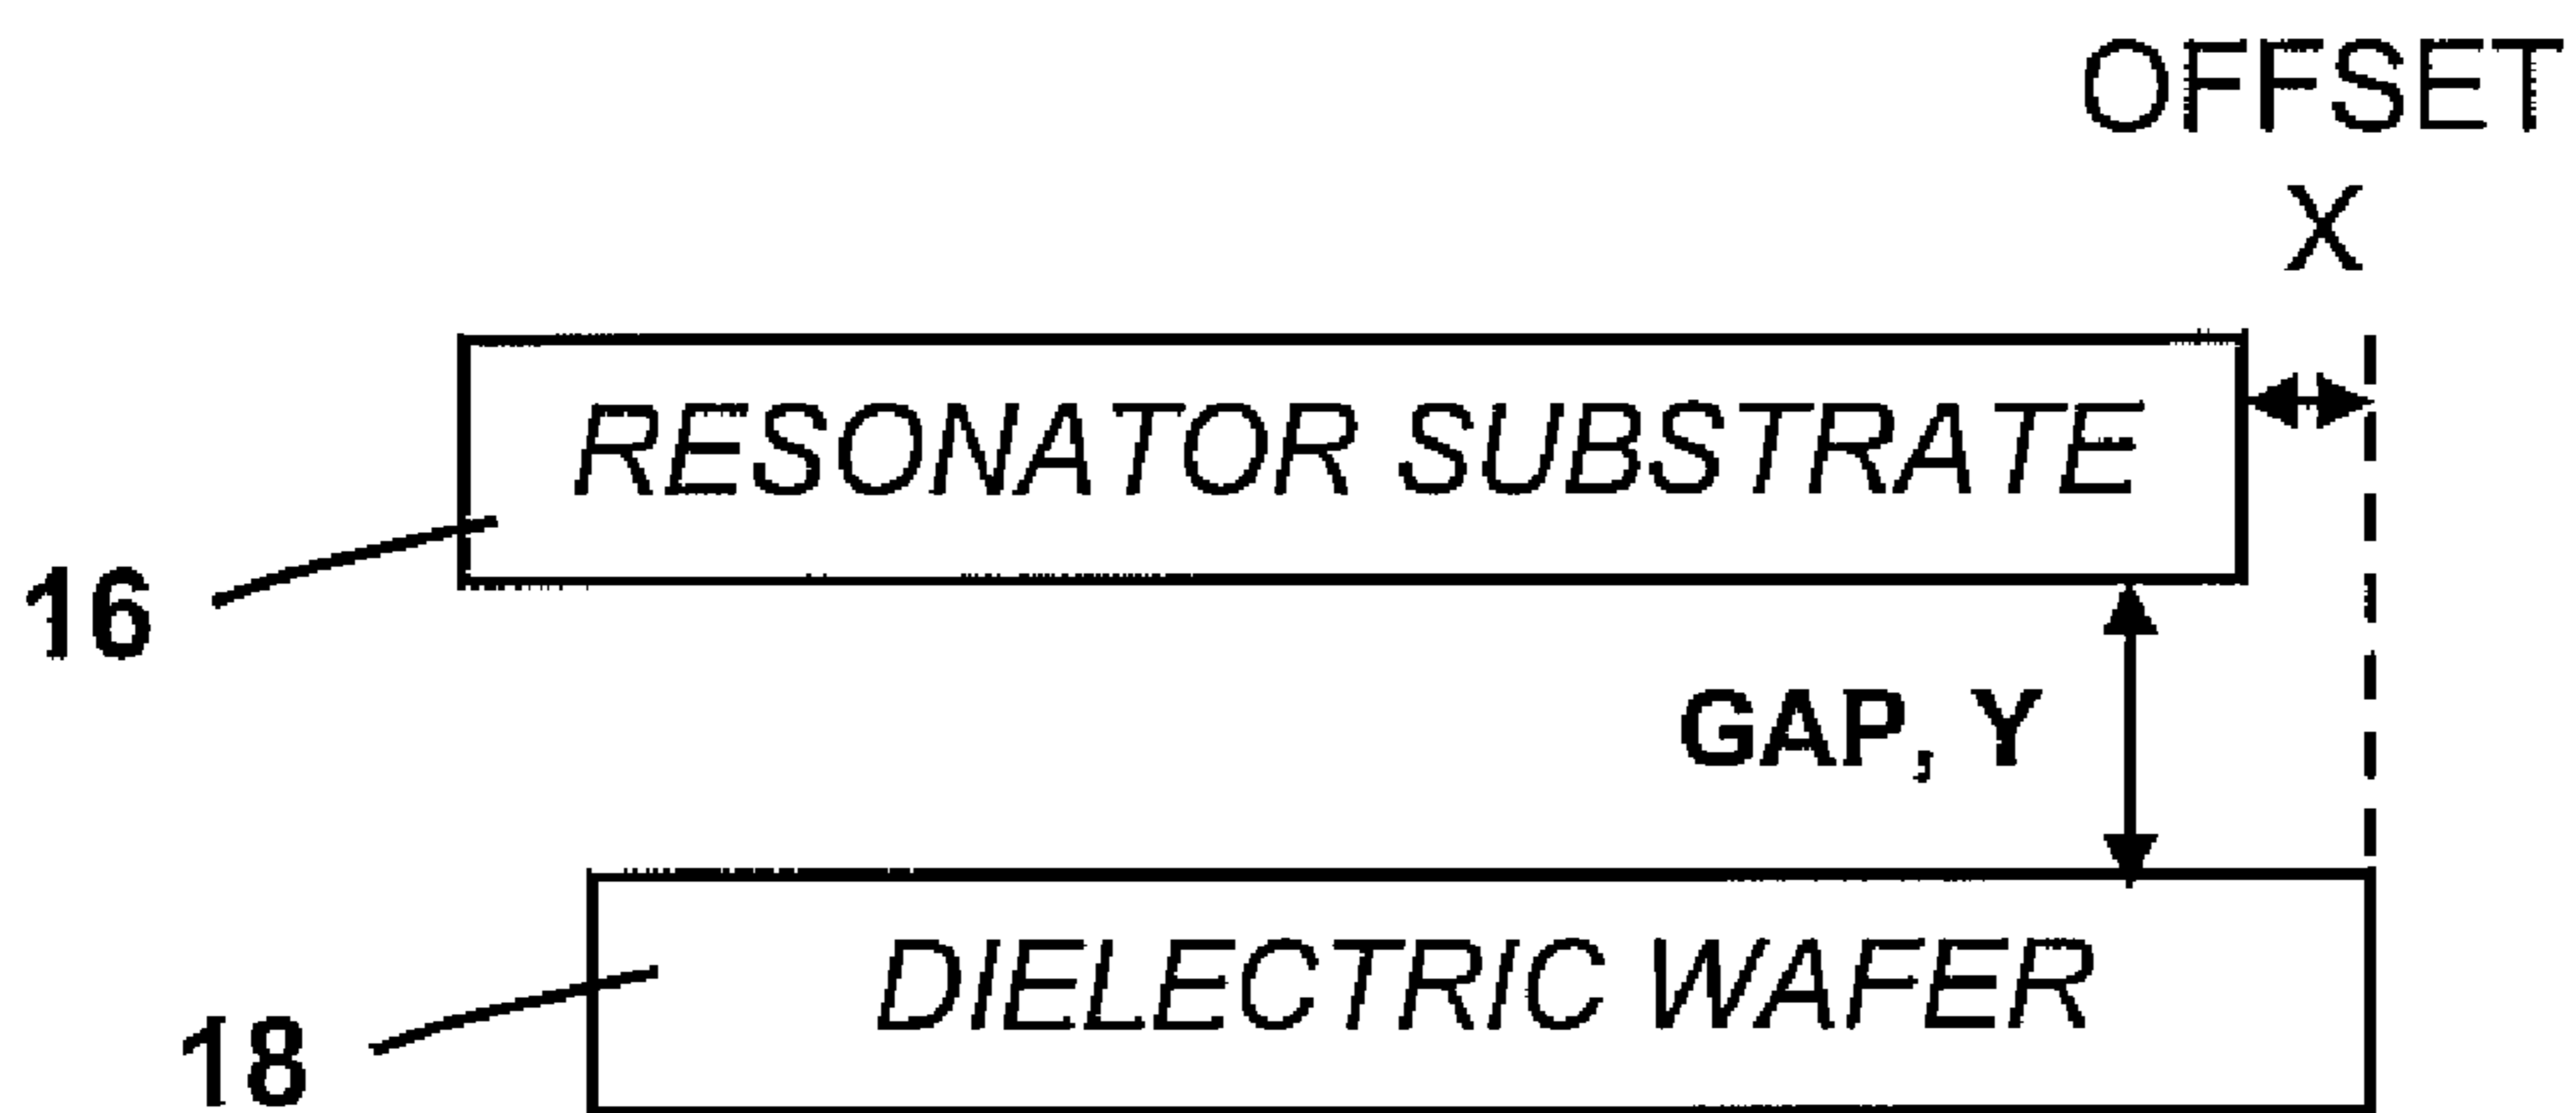 OFFSET
X
RESONATOR SUBSTRATE
16
GAP, Y
DIELECTRIC WAFER
18